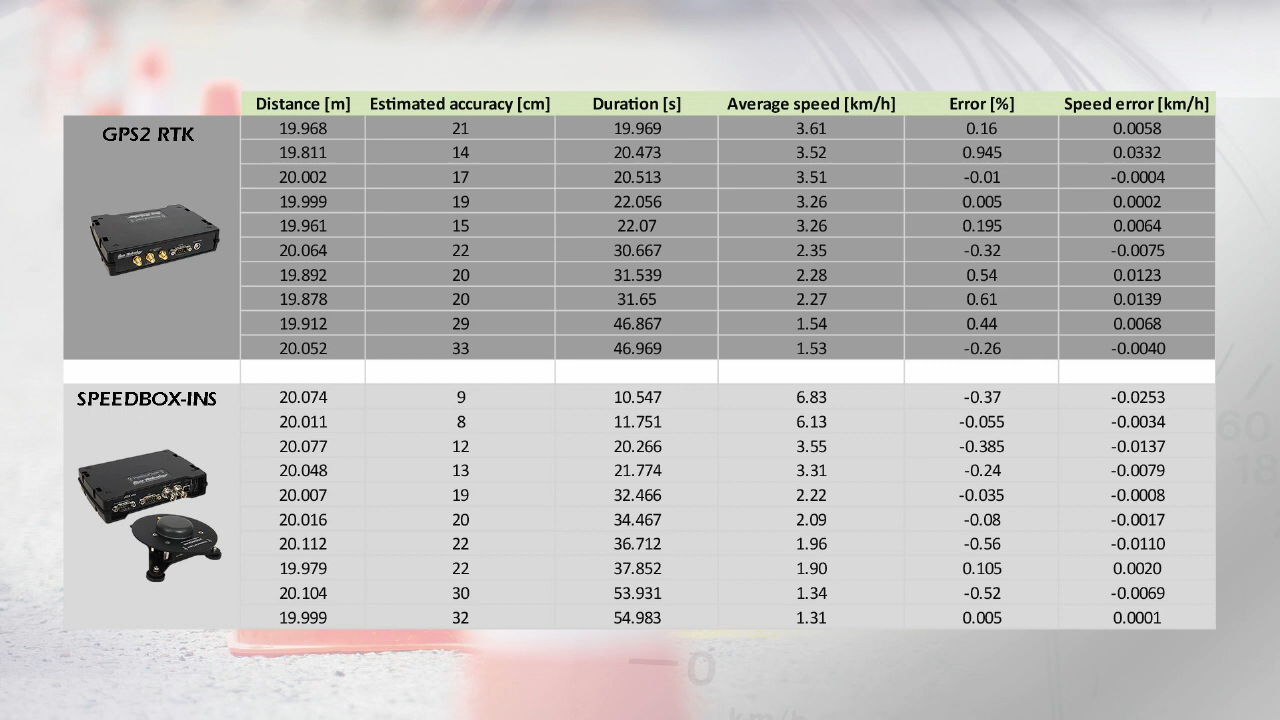 Distance [m] Estimated accuracy [cm] Duration [s] Average speed [km/h] Error [%] Speed error [km/h]
GPS2 RTK
19.968 21 19.969 3.61 0.16 0.0058
19.811 14 20.473 3.52 0.945 0.0332
20.002 17 20.513 3.51 -0.01 -0.0004
19.999 19 22.056 3.26 0.005 0.0002
19.961 15 22.07 3.26 0.195 0.0064
20.064 22 30.667 2.35 -0.32 -0.0075
19.892 20 31.539 2.28 0.54 0.0123
19.878 20 31.65 2.27 0.61 0.0139
19.912 29 46.867 1.54 0.44 0.0068
20.052 33 46.969 1.53 -0.26 -0.0040
SPEEDBOX-INS
20.074 9 10.547 6.83 -0.37 -0.0253
20.011 8 11.751 6.13 -0.055 -0.0034
20.077 12 20.266 3.55 -0.385 -0.0137
20.048 13 21.774 3.31 -0.24 -0.0079
20.007 19 32.466 2.22 -0.035 -0.0008
20.016 20 34.467 2.09 -0.08 -0.0017
20.112 22 36.712 1.96 -0.56 -0.0110
19.979 22 37.852 1.90 0.105 0.0020
20.104 30 53.931 1.34 -0.52 -0.0069
19.999 32 54.983 1.31 0.005 0.0001
60
18
0
km/h